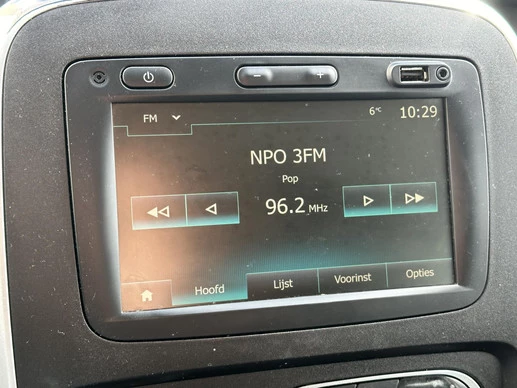 FM 6°C 10:29
NPO 3FM
Pop
96.2 MHz
Hoofd Lijst Voorinst Opties